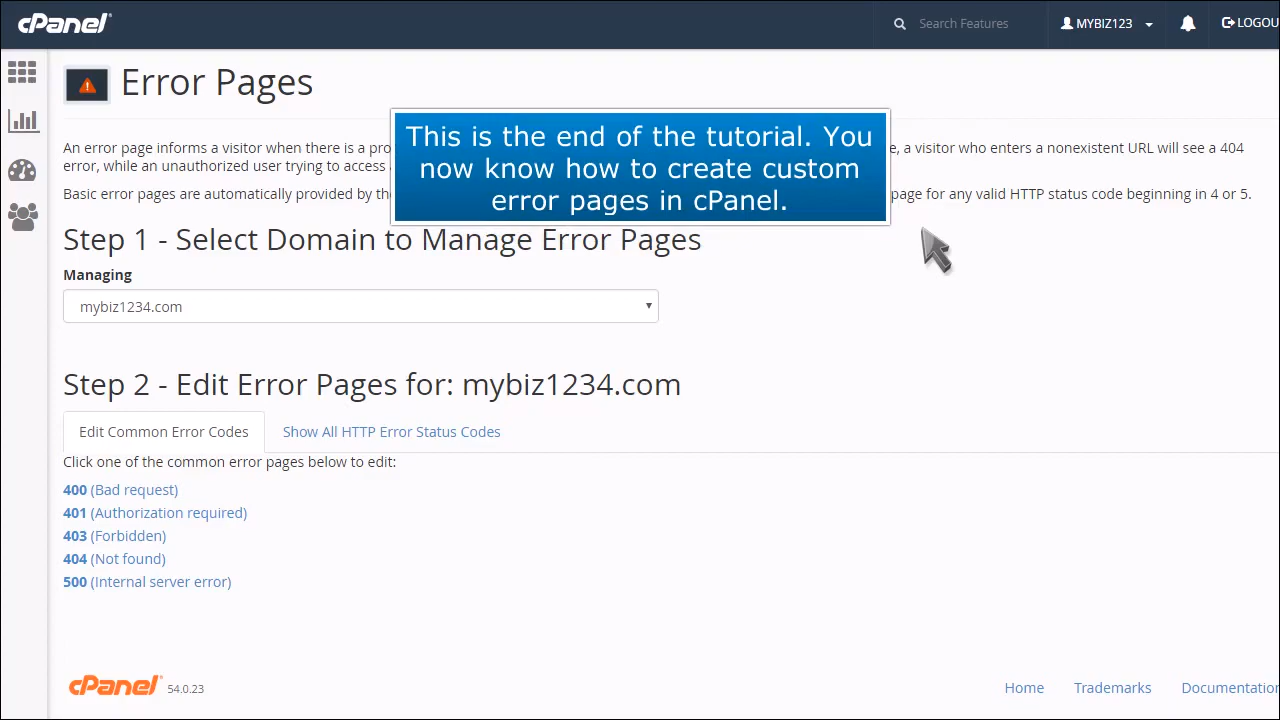 cPanel
Search Features
MYBIZ123
LOGOU
Error Pages
This is the end of the tutorial. You
now know how to create custom
error pages in cPanel.
An error page informs a visitor when there is a pro
e, a visitor who enters a nonexistent URL will see a 404
error, while an unauthorized user trying to access
Basic error pages are automatically provided by the
page for any valid HTTP status code beginning in 4 or 5.
Step 1 - Select Domain to Manage Error Pages
Managing
mybiz1234.com
Step 2 - Edit Error Pages for: mybiz1234.com
Edit Common Error Codes
Show All HTTP Error Status Codes
Click one of the common error pages below to edit:
400 (Bad request)
401 (Authorization required)
403 (Forbidden)
404 (Not found)
500 (Internal server error)
cPanel 54.0.23
Home Trademarks Documentatio